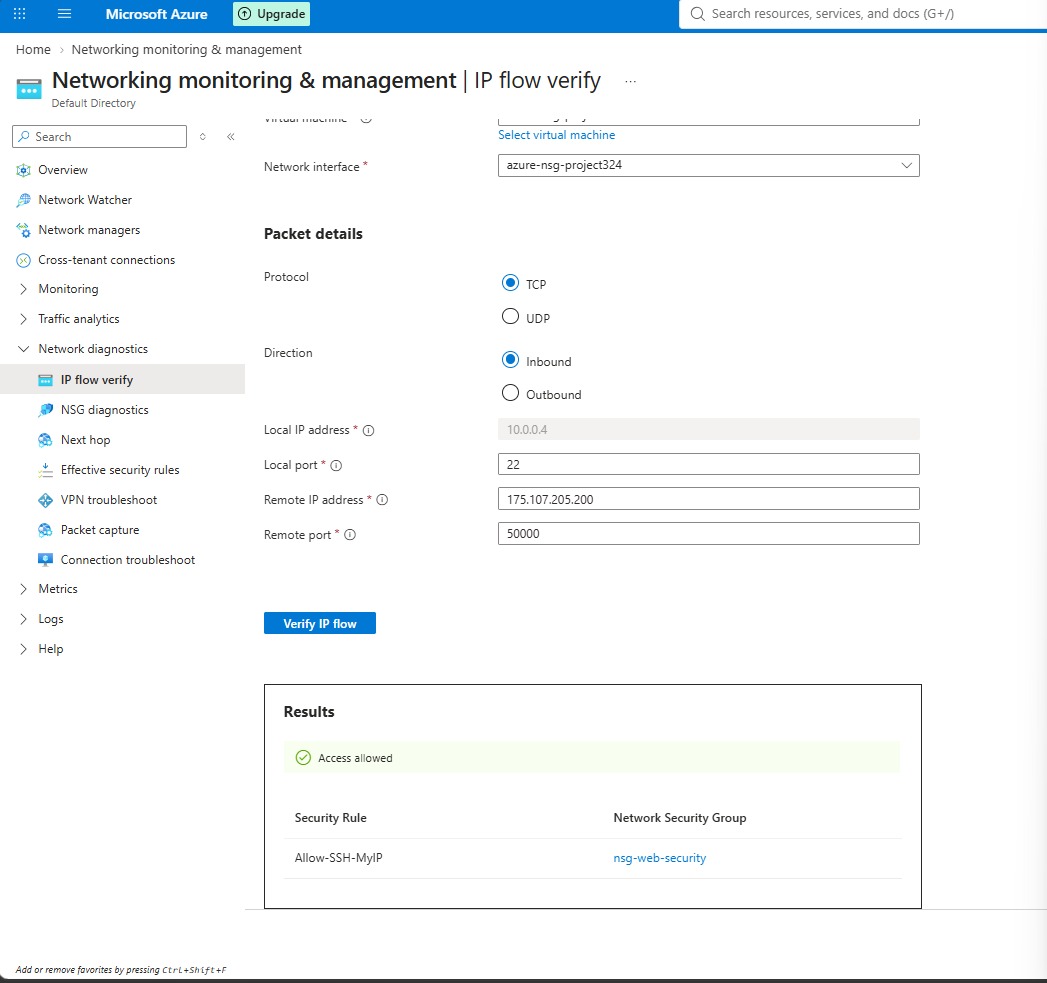 Microsoft Azure
Upgrade
Search resources, services, and docs (G+/)
Home > Networking monitoring & management
Networking monitoring & management | IP flow verify ...
Default Directory
Search
Overview
Network Watcher
Network managers
Cross-tenant connections
Monitoring
Traffic analytics
Network diagnostics
IP flow verify
NSG diagnostics
Next hop
Effective security rules
VPN troubleshoot
Packet capture
Connection troubleshoot
Metrics
Logs
Help
Virtual machine
Select virtual machine
Network interface *
azure-nsg-project324
Packet details
Protocol
TCP
UDP
Direction
Inbound
Outbound
Local IP address *
10.0.0.4
Local port *
22
Remote IP address *
175.107.205.200
Remote port *
50000
Verify IP flow
Results
Access allowed
Security Rule Network Security Group
Allow-SSH-MyIP nsg-web-security
Add or remove favorites by pressing Ctrl+Shift+F